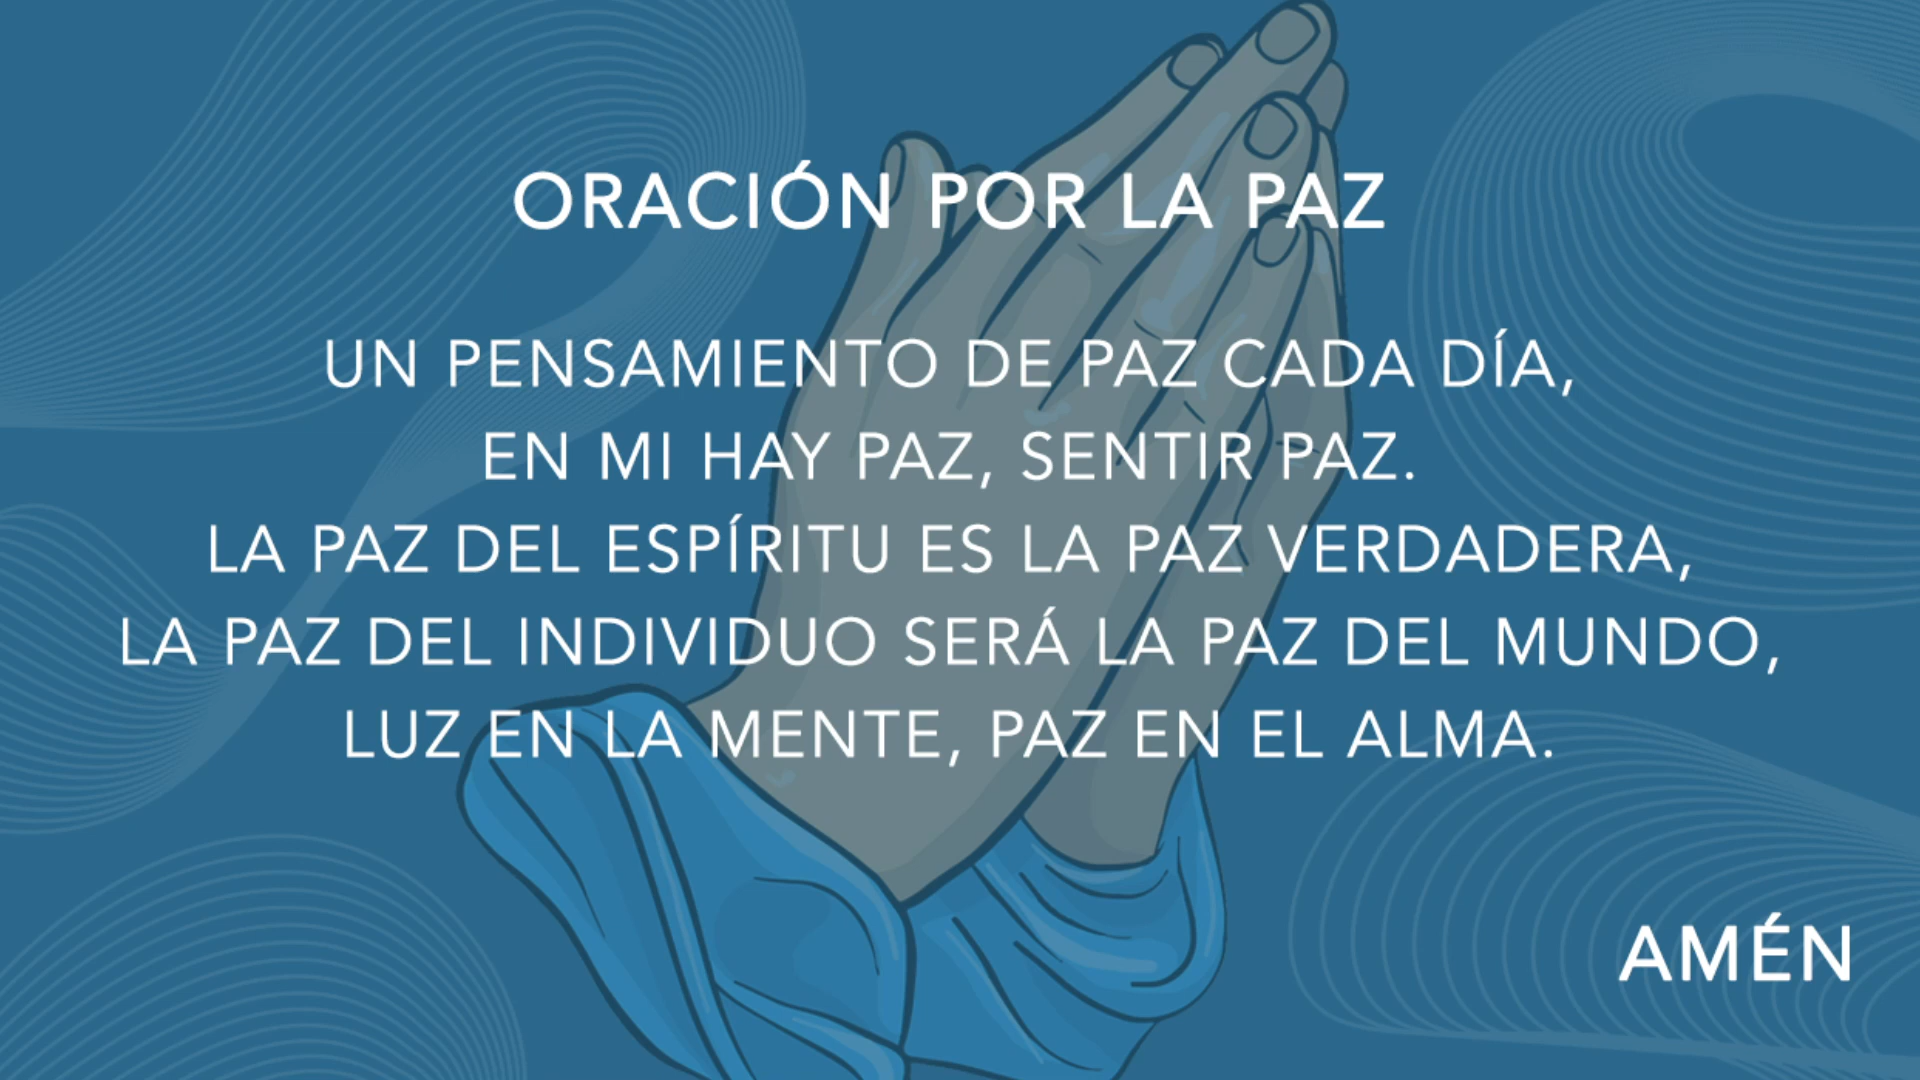 ORACIÓN POR LA PAZ
UN PENSAMIENTO DE PAZ CADA DÍA,
EN MI HAY PAZ, SENTIR PAZ.
LA PAZ DEL ESPÍRITU ES LA PAZ VERDADERA,
LA PAZ DEL INDIVIDUO SERÁ LA PAZ DEL MUNDO,
LUZ EN LA MENTE, PAZ EN EL ALMA.
AMÉN